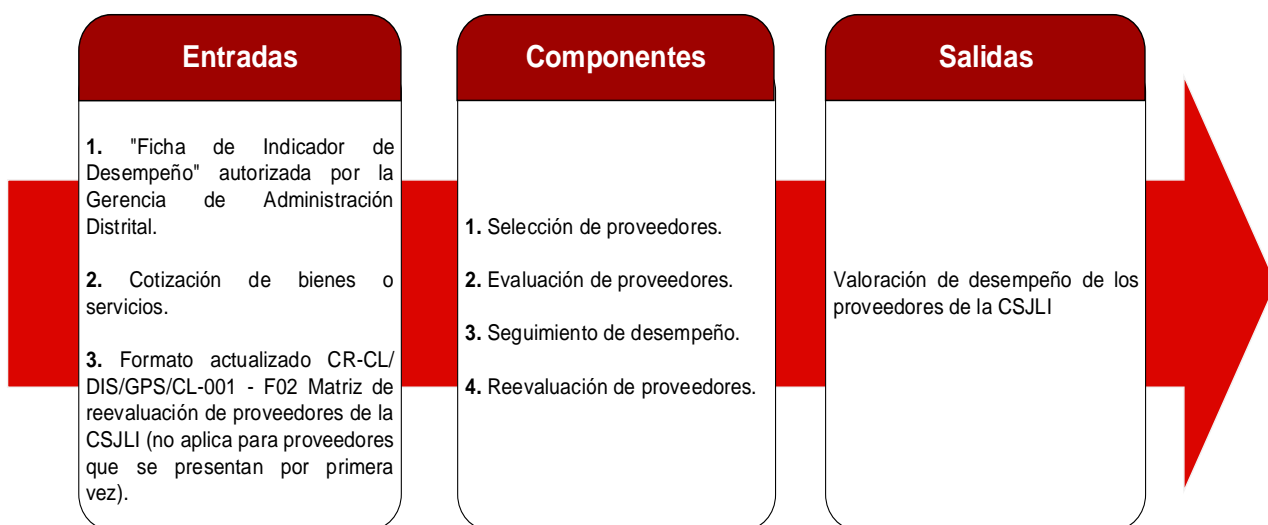 Entradas
1. "Ficha de Indicador de
Desempeño" autorizada por la
Gerencia de Administración
Distrital.
2. Cotización de bienes o
servicios.
3. Formato actualizado CR-CL/
DIS/GPS/CL-001 - F02 Matriz de
reevaluación de proveedores de la
CSJLI (no aplica para proveedores
que se presentan por primera
vez).
Componentes
1. Selección de proveedores.
2. Evaluación de proveedores.
3. Seguimiento de desempeño.
4. Reevaluación de proveedores.
Salidas
Valoración de desempeño de los
proveedores de la CSJLI